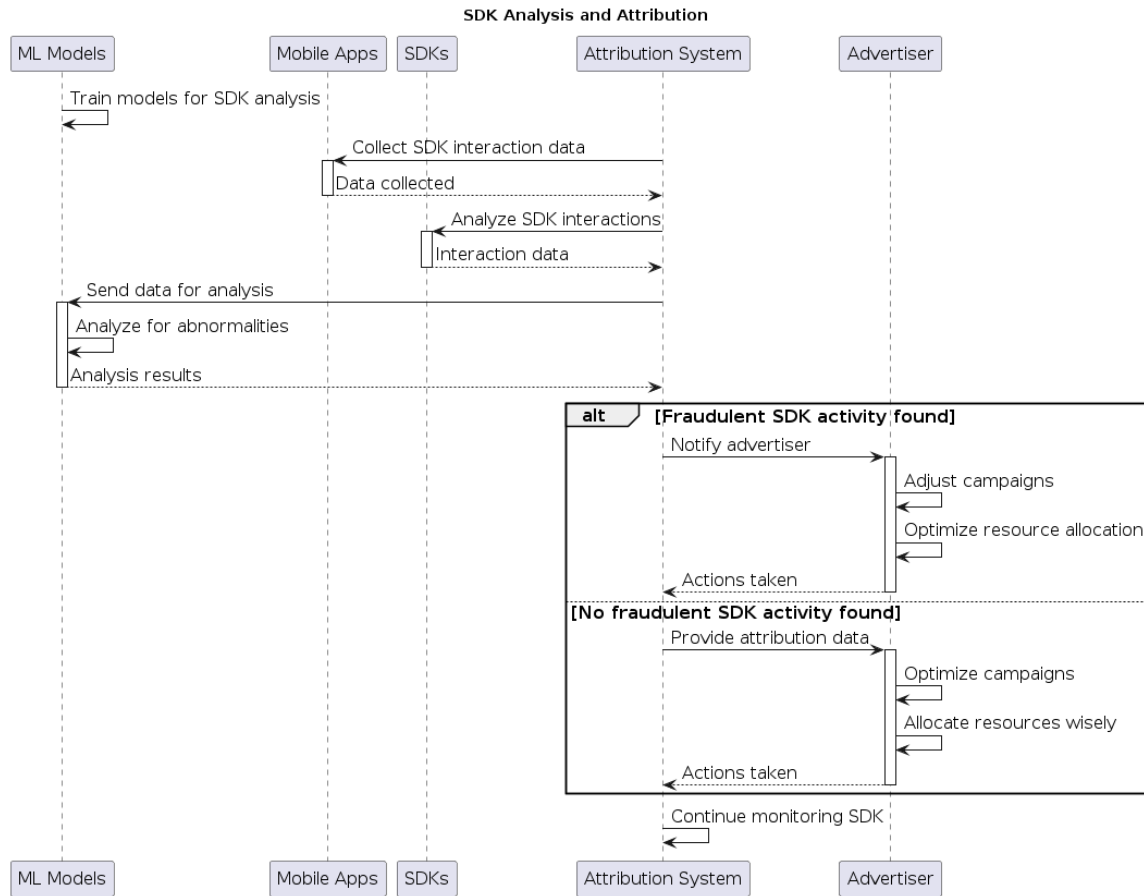 SDK Analysis and Attribution
ML Models
Mobile Apps
SDKs
Attribution System
Advertiser
Train models for SDK analysis
Collect SDK interaction data
Data collected
Analyze SDK interactions
Interaction data
Send data for analysis
Analyze for abnormalities
Analysis results
alt
[Fraudulent SDK activity found]
Notify advertiser
Adjust campaigns
Optimize resource allocation
Actions taken
[No fraudulent SDK activity found]
Provide attribution data
Optimize campaigns
Allocate resources wisely
Actions taken
Continue monitoring SDK
ML Models
Mobile Apps
SDKs
Attribution System
Advertiser